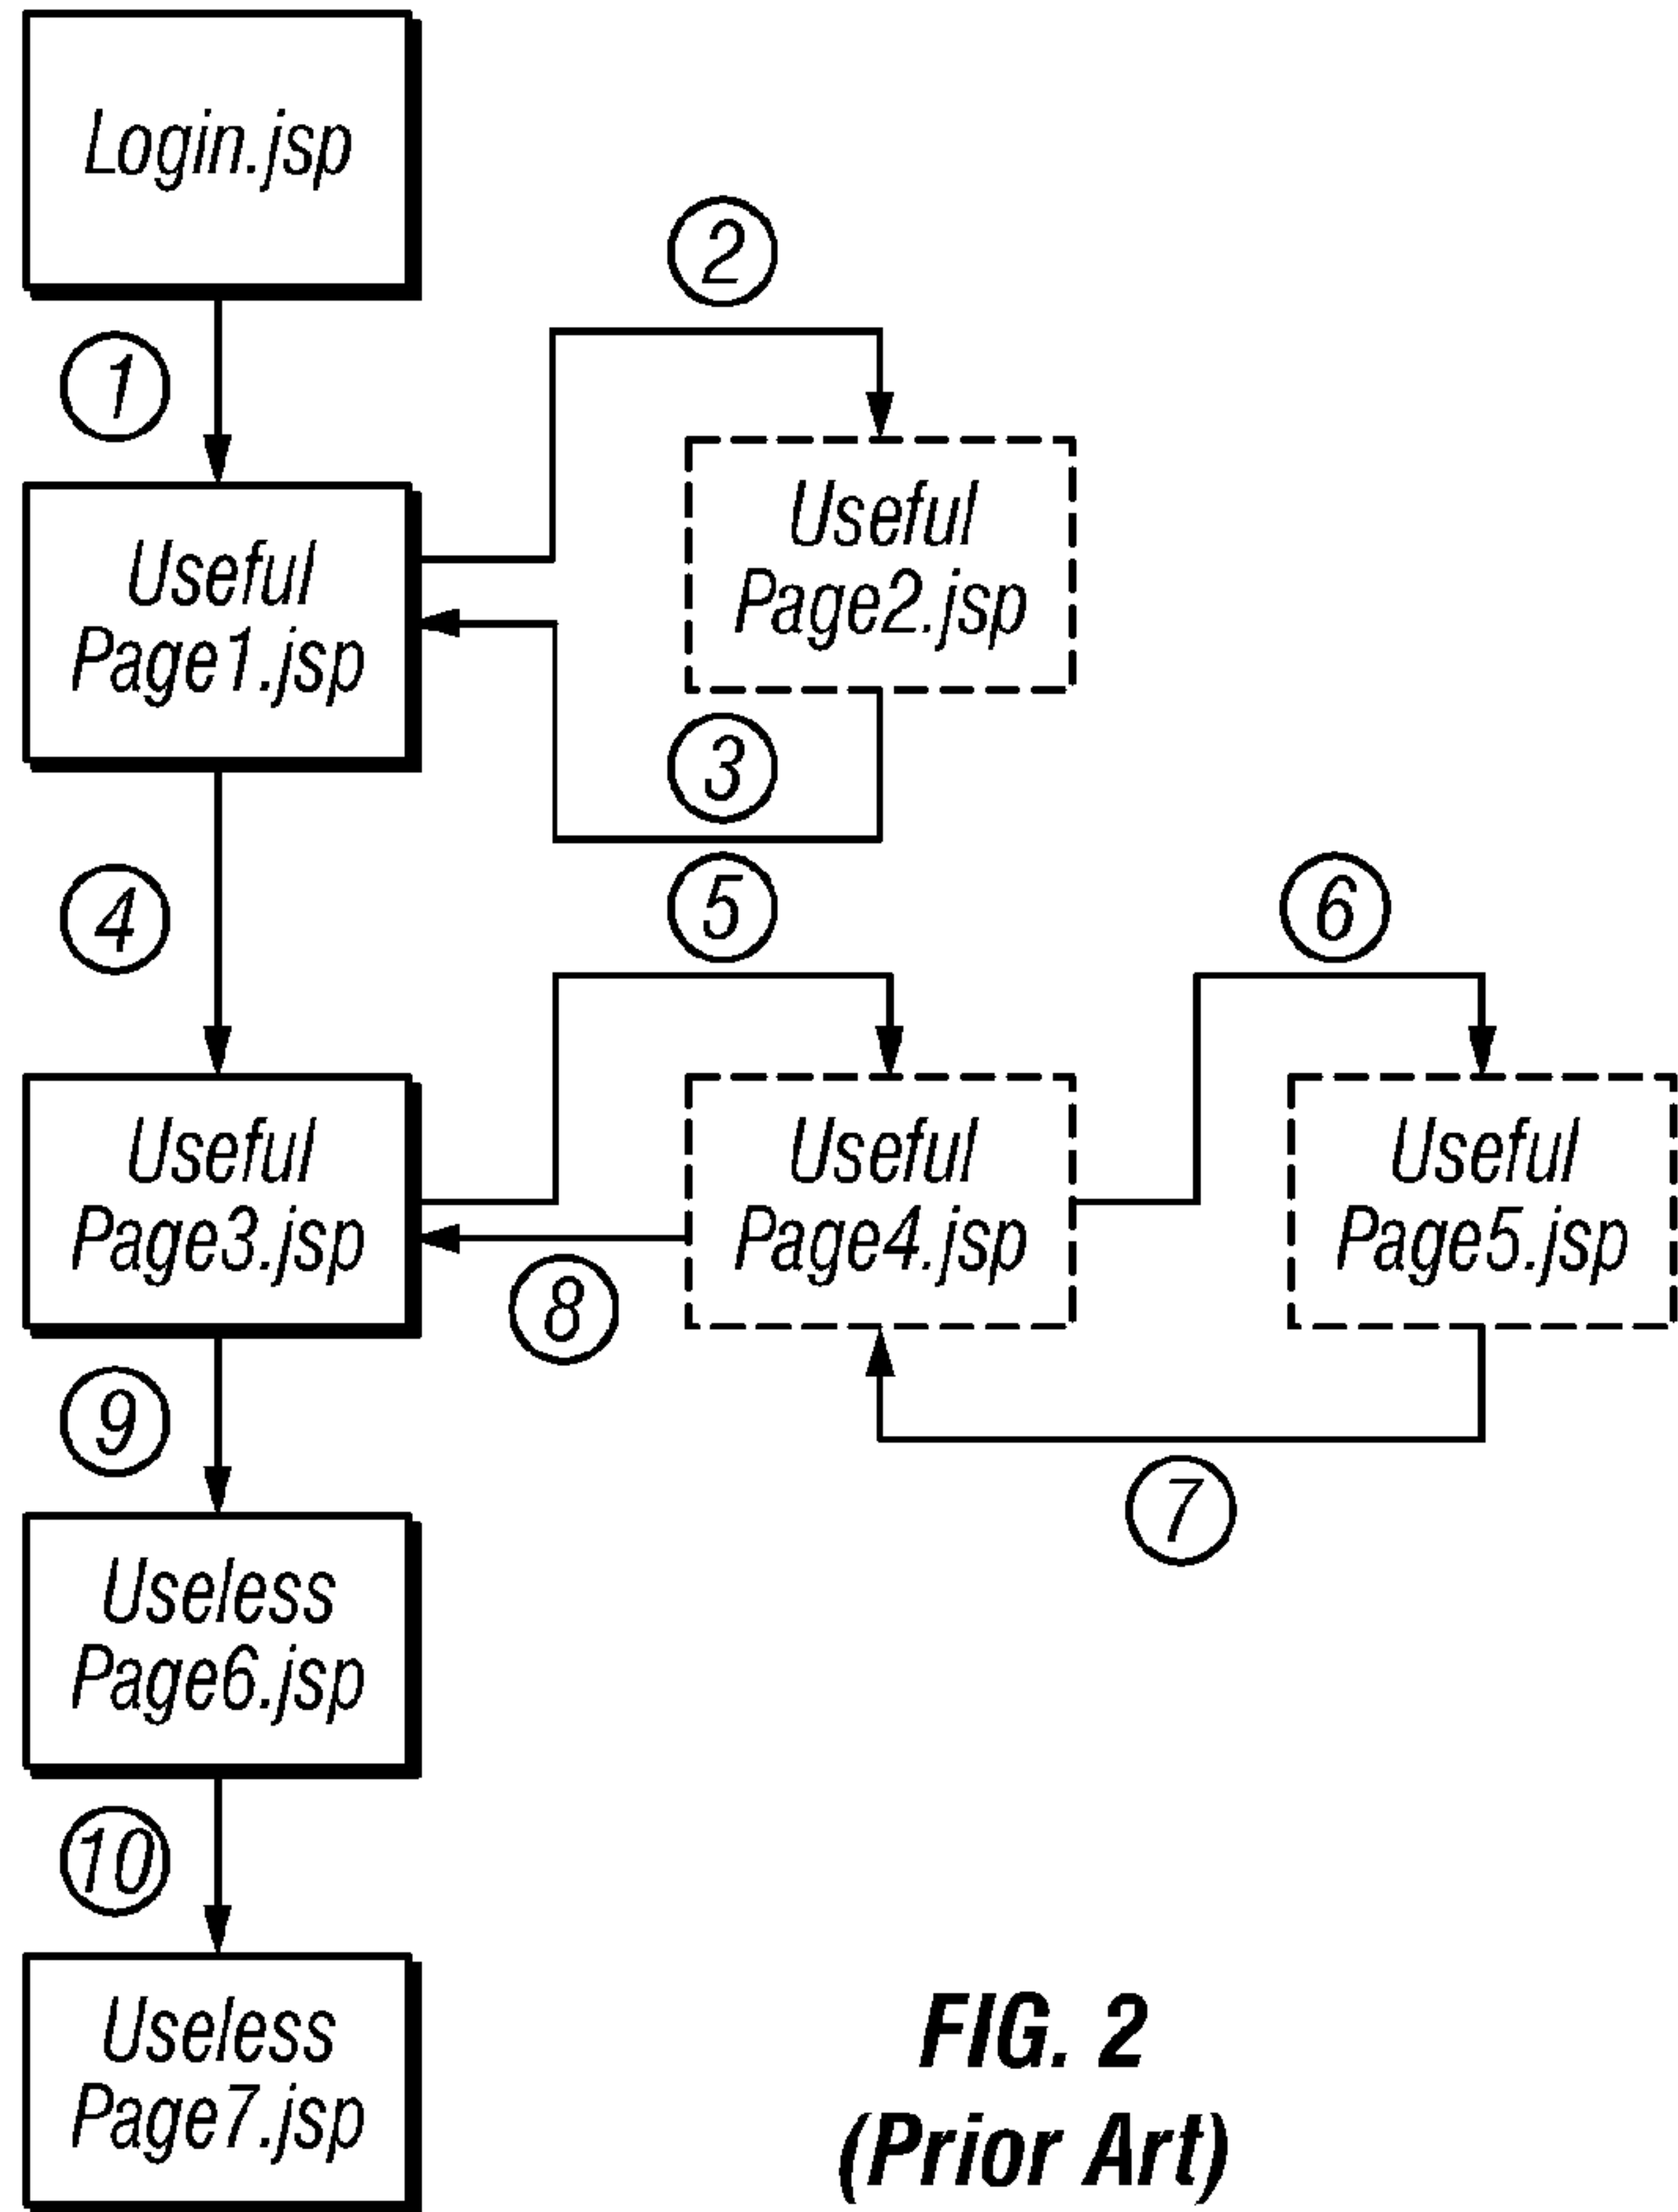 Login.jsp
2
1
Useful
Page1.jsp
Useful
Page2.jsp
3
4
5
6
Useful
Page3.jsp
Useful
Page4.jsp
Useful
Page5.jsp
8
9
7
Useless
Page6.jsp
10
Useless
Page7.jsp
FIG. 2
(Prior Art)